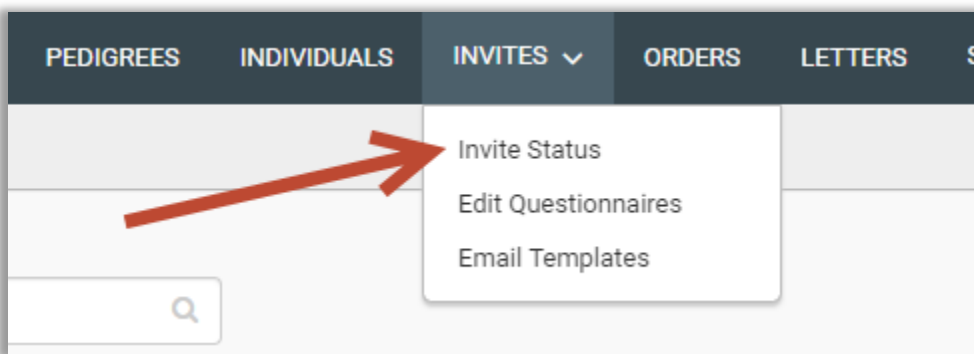 PEDIGREES INDIVIDUALS INVITES ORDERS LETTERS
Invite Status
Edit Questionnaires
Email Templates